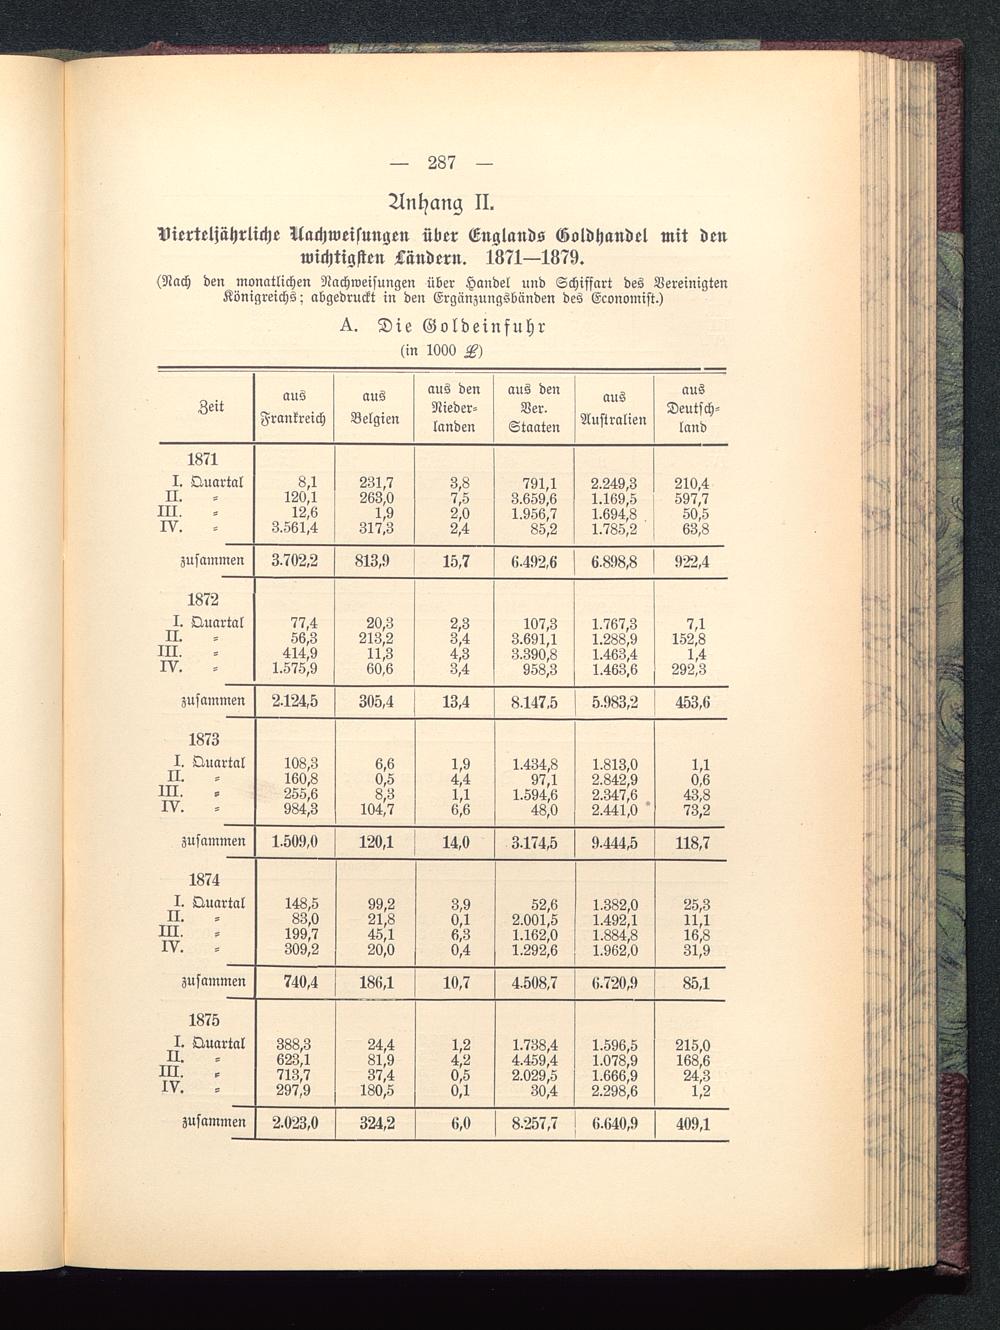 — 287 —
Anhang II.
Vierteljährliche Nachweisungen über Englands Goldhandel mit den
wichtigsten Ländern. 1871—1879.
(Nach den monatlichen Nachweisungen über Handel und Schiffart des Vereinigten
Königreichs; abgedruckt in den Ergänzungsbänden des Economist.)
A. Die Goldeinfuhr
(in 1000 ₤)
Zeit | aus Frankreich | aus Belgien | aus den Nieder=landen | aus den Ver. Staaten | aus Australien | aus Deutsch=land
1871
I. Quartal 8,1 231,7 3,8 791,1 2.249,3 210,4
II. „ 120,1 263,0 7,5 3.659,6 1.169,5 597,7
III. „ 12,6 1,9 2,0 1.956,7 1.694,8 50,5
IV. „ 3.561,4 317,3 2,4 85,2 1.785,2 63,8
zusammen 3.702,2 813,9 15,7 6.492,6 6.898,8 922,4
1872
I. Quartal 77,4 20,3 2,3 107,3 1.767,3 7,1
II. „ 56,3 213,2 3,4 3.691,1 1.288,9 152,8
III. „ 414,9 11,3 4,3 3.390,8 1.463,4 1,4
IV. „ 1.575,9 60,6 3,4 958,3 1.463,6 292,3
zusammen 2.124,5 305,4 13,4 8.147,5 5.983,2 453,6
1873
I. Quartal 108,3 6,6 1,9 1.434,8 1.813,0 1,1
II. „ 160,8 0,5 4,4 97,1 2.842,9 0,6
III. „ 255,6 8,3 1,1 1.594,6 2.347,6 43,8
IV. „ 984,3 104,7 6,6 48,0 2.441,0 73,2
zusammen 1.509,0 120,1 14,0 3.174,5 9.444,5 118,7
1874
I. Quartal 148,5 99,2 3,9 52,6 1.382,0 25,3
II. „ 83,0 21,8 0,1 2.001,5 1.492,1 11,1
III. „ 199,7 45,1 6,3 1.162,0 1.884,8 16,8
IV. „ 309,2 20,0 0,4 1.292,6 1.962,0 31,9
zusammen 740,4 186,1 10,7 4.508,7 6.720,9 85,1
1875
I. Quartal 388,3 24,4 1,2 1.738,4 1.596,5 215,0
II. „ 623,1 81,9 4,2 4.459,4 1.078,9 168,6
III. „ 713,7 37,4 0,5 2.029,5 1.666,9 24,3
IV. „ 297,9 180,5 0,1 30,4 2.298,6 1,2
zusammen 2.023,0 324,2 6,0 8.257,7 6.640,9 409,1